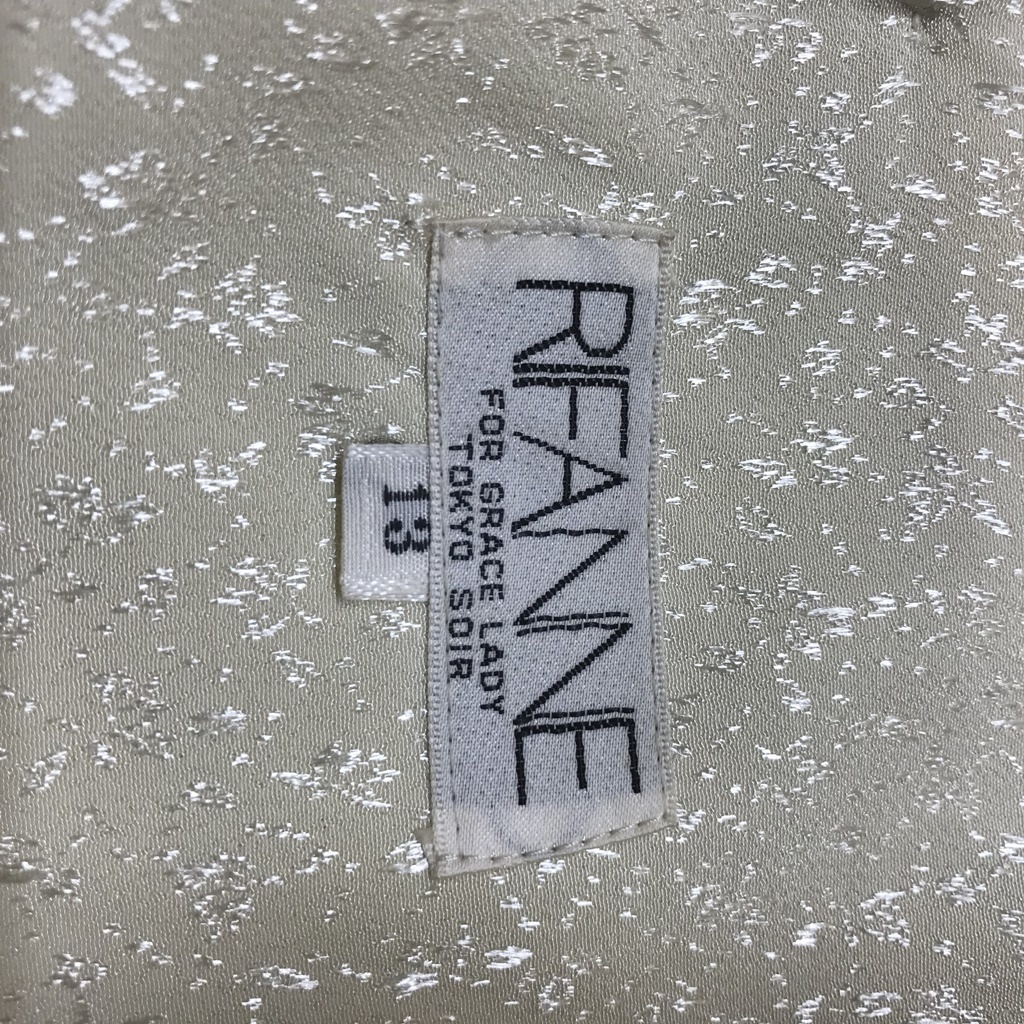 RIFANNE
FOR GRACE LADY
TOKYO SOIR
13